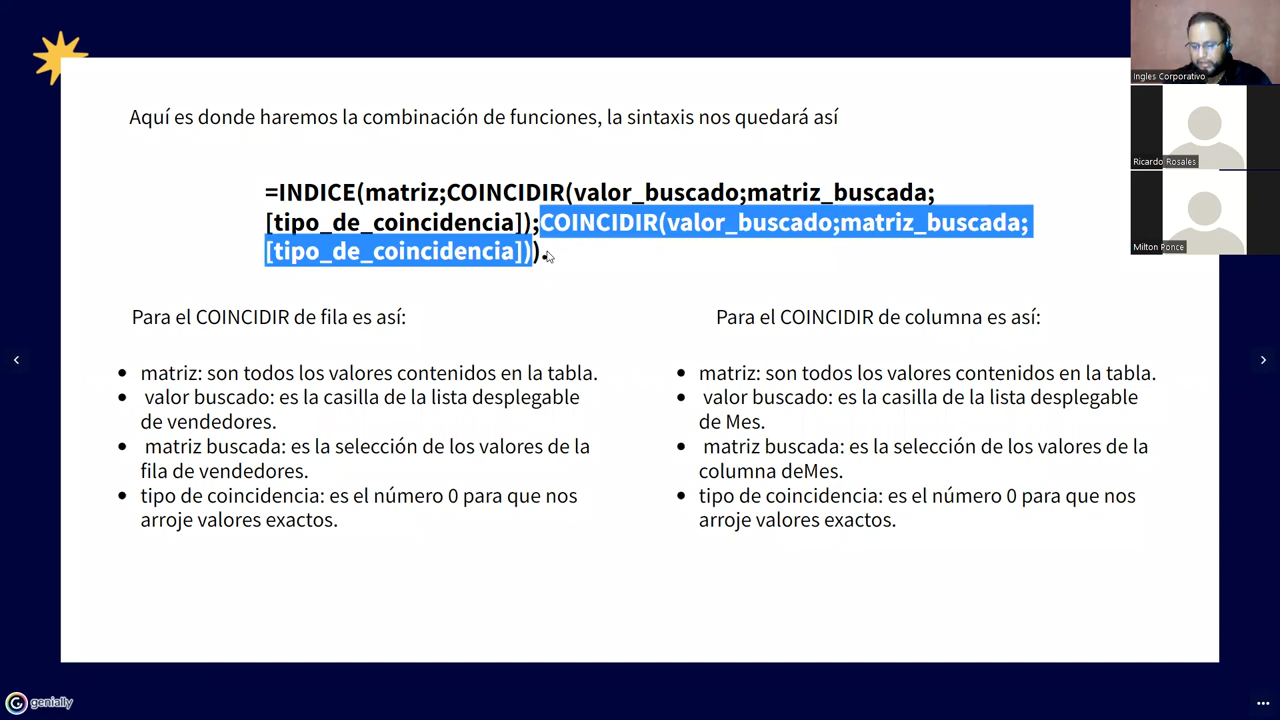 Aquí es donde haremos la combinación de funciones, la sintaxis nos quedará así
=INDICE(matriz;COINCIDIR(valor_buscado;matriz_buscada;
[tipo_de_coincidencia]);COINCIDIR(valor_buscado;matriz_buscada;
[tipo_de_coincidencia])).
Para el COINCIDIR de fila es así:
• matriz: son todos los valores contenidos en la tabla.
• valor buscado: es la casilla de la lista desplegable
de vendedores.
• matriz buscada: es la selección de los valores de la
fila de vendedores.
• tipo de coincidencia: es el número 0 para que nos
arroje valores exactos.
Para el COINCIDIR de columna es así:
• matriz: son todos los valores contenidos en la tabla.
• valor buscado: es la casilla de la lista desplegable
de Mes.
• matriz buscada: es la selección de los valores de la
columna deMes.
• tipo de coincidencia: es el número 0 para que nos
arroje valores exactos.
Ingles Corporativo
Ricardo Rosales
Milton Ponce
genially